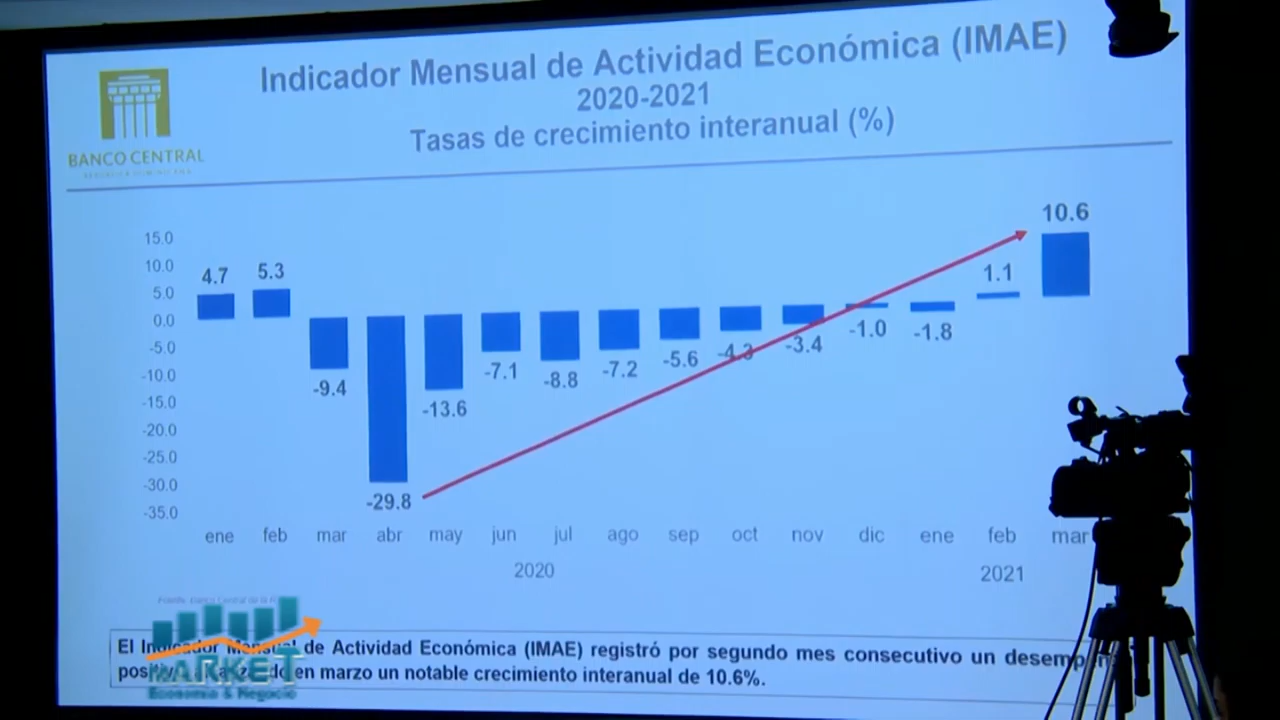 Indicador Mensual de Actividad Económica (IMAE)
2020-2021
Tasas de crecimiento interanual (%)
BANCO CENTRAL
REPÚBLICA DOMINICANA
15.0
10.0
5.0
0.0
-5.0
-10.0
-15.0
-20.0
-25.0
-30.0
-35.0
4.7 5.3 -9.4 -29.8 -13.6 -7.1 -8.8 -7.2 -5.6 -4.3 -3.4 -1.0 -1.8 1.1 10.6
ene feb mar abr may jun jul ago sep oct nov dic ene feb mar
2020 2021
El Indicador Mensual de Actividad Económica (IMAE) registró por segundo mes consecutivo un
en marzo un notable crecimiento interanual de 10.6%.
MARKET
Economía & Negocio